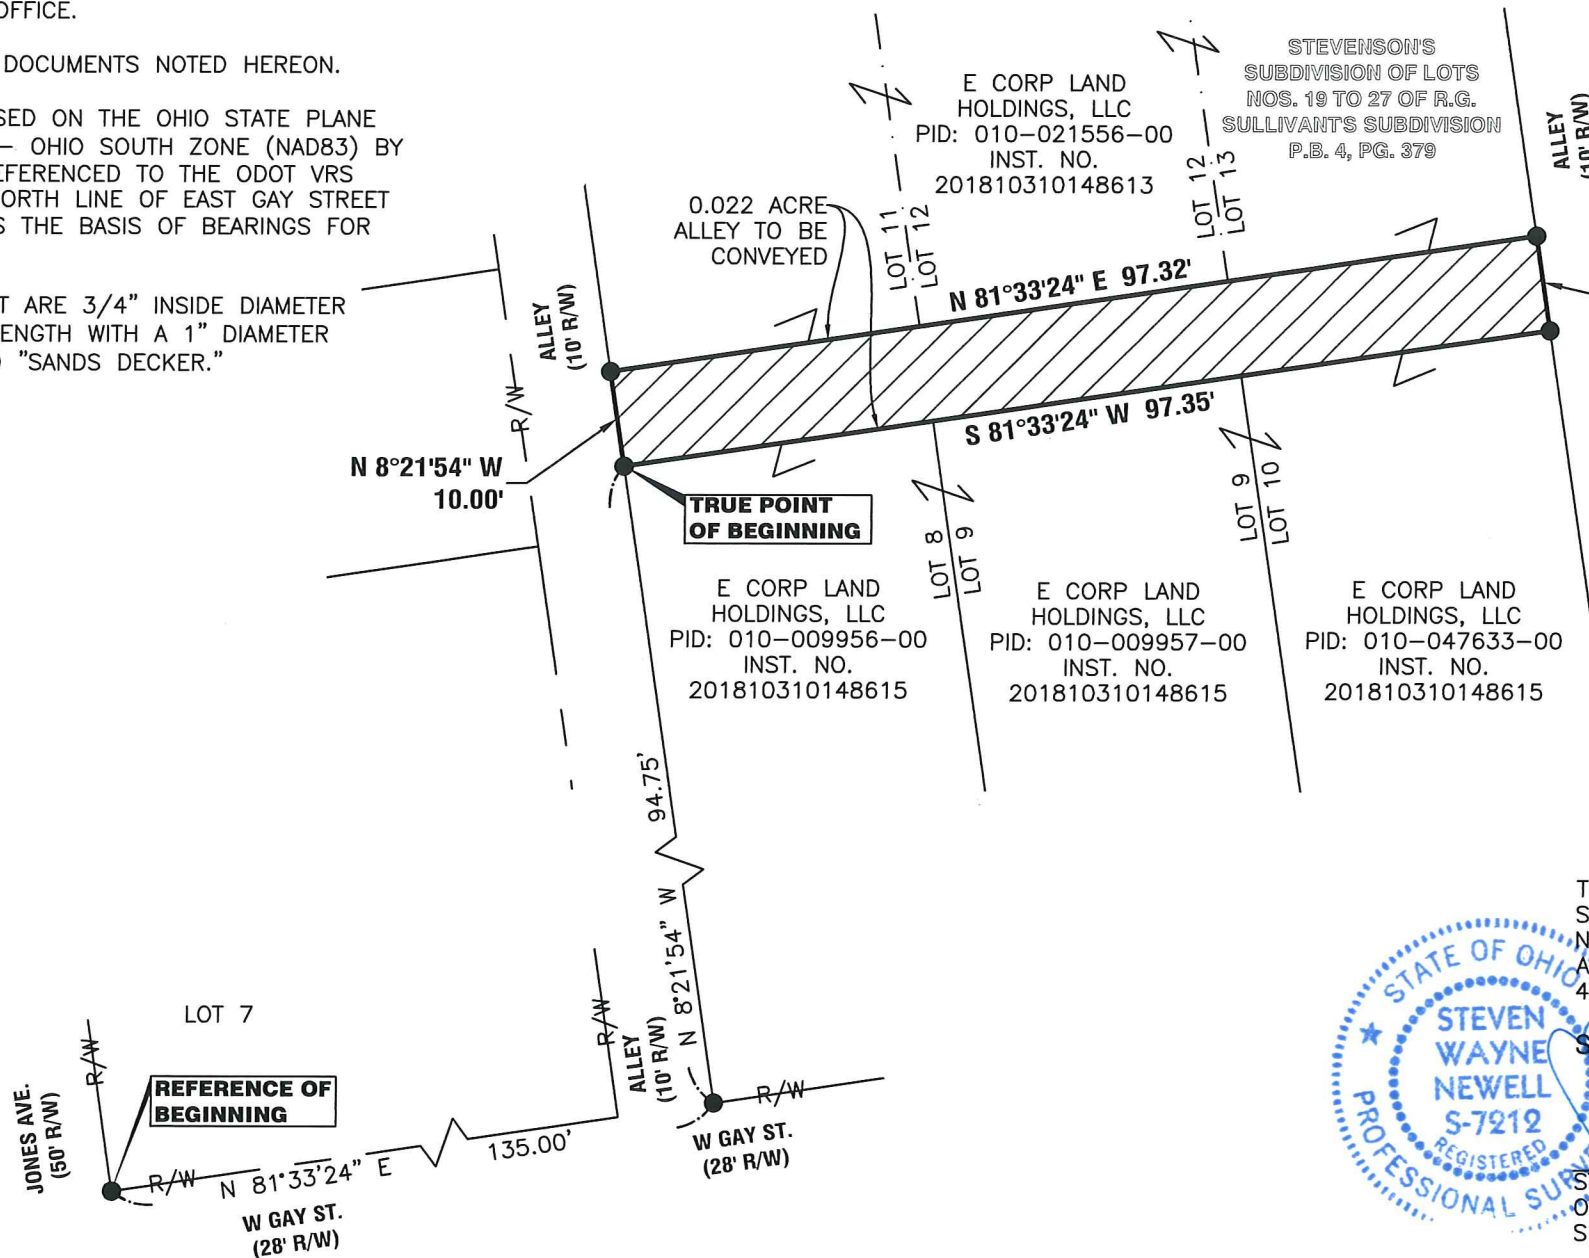 OFFICE.
DOCUMENTS NOTED HEREON.
SED ON THE OHIO STATE PLANE
– OHIO SOUTH ZONE (NAD83) BY
EFERENCED TO THE ODOT VRS
ORTH LINE OF EAST GAY STREET
S THE BASIS OF BEARINGS FOR
T ARE 3/4" INSIDE DIAMETER
ENGTH WITH A 1" DIAMETER
"SANDS DECKER."
E CORP LAND
HOLDINGS, LLC
PID: 010-021556-00
INST. NO.
201810310148613
STEVENSON'S
SUBDIVISION OF LOTS
NOS. 19 TO 27 OF R.G.
SULLIVANT'S SUBDIVISION
P.B. 4, PG. 379
ALLEY
(10' R/W)
0.022 ACRE
ALLEY TO BE
CONVEYED
LOT 11
LOT 12
LOT 12
LOT 13
N 81°33'24" E 97.32'
ALLEY
(10' R/W)
R/W
S 81°33'24" W 97.35'
N 8°21'54" W
10.00'
TRUE POINT
OF BEGINNING
LOT 8
LOT 9
LOT 9
LOT 10
E CORP LAND
HOLDINGS, LLC
PID: 010-009956-00
INST. NO.
201810310148615
E CORP LAND
HOLDINGS, LLC
PID: 010-009957-00
INST. NO.
201810310148615
E CORP LAND
HOLDINGS, LLC
PID: 010-047633-00
INST. NO.
201810310148615
94.75'
N 8°21'54" W
LOT 7
R/W
R/W
ALLEY
(10' R/W)
REFERENCE OF
BEGINNING
JONES AVE.
(50' R/W)
R/W
N 81°33'24" E
135.00'
W GAY ST.
(28' R/W)
R/W
W GAY ST.
(28' R/W)
STATE OF OHIO
STEVEN
WAYNE
NEWELL
S-7212
REGISTERED
PROFESSIONAL SURVE
T
S
N
A
4
S
S
O
S